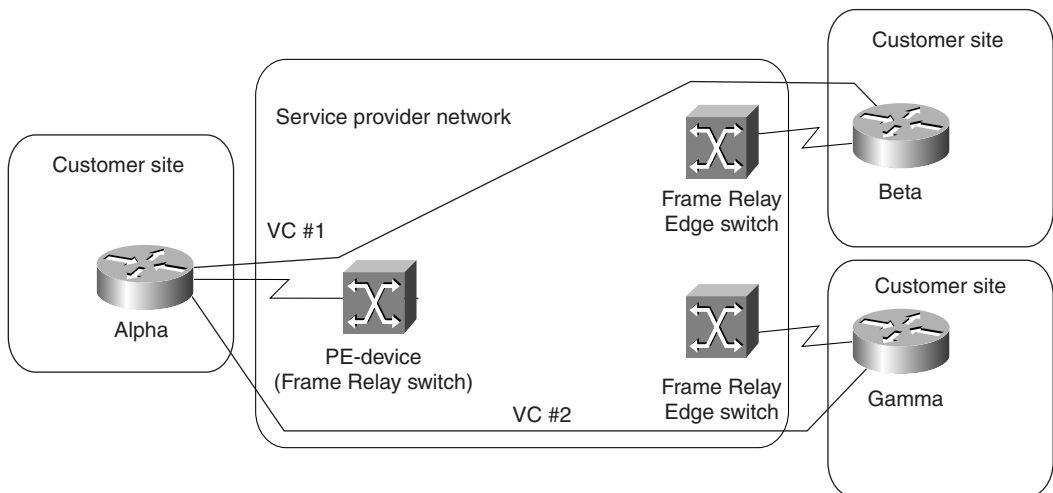 Customer site
Service provider network
Customer site
Beta
Frame Relay
Edge switch
VC #1
Customer site
Alpha
PE-device
(Frame Relay switch)
Frame Relay
Edge switch
Gamma
VC #2